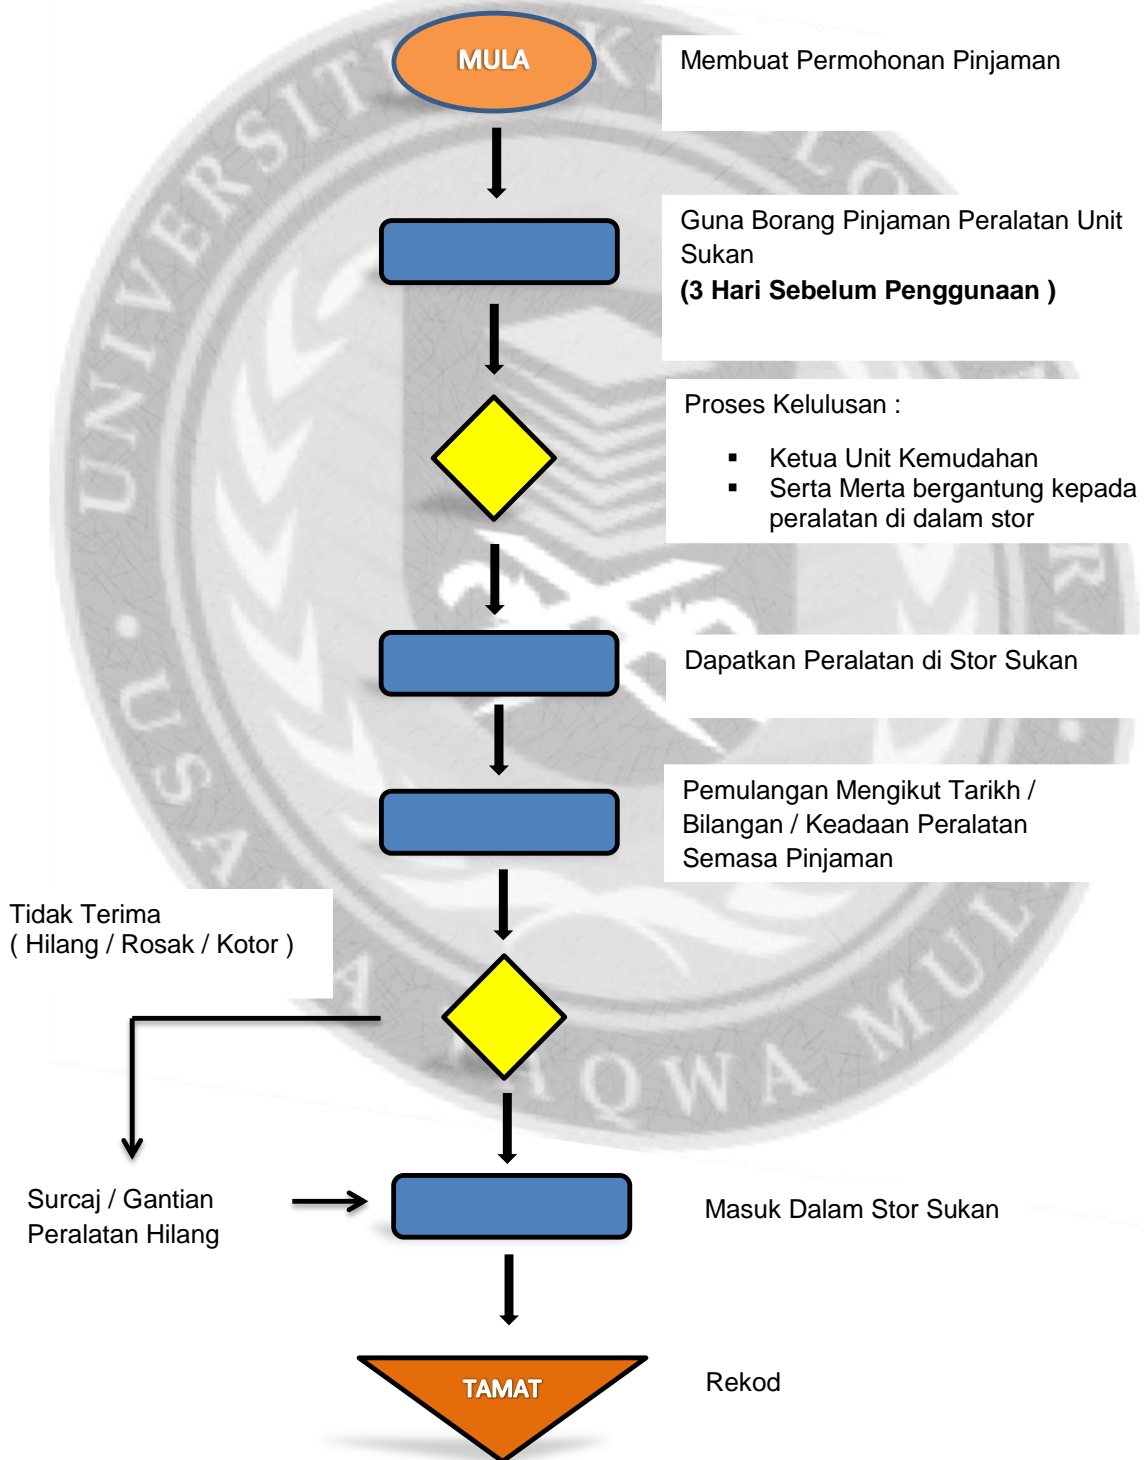 MULA
Membuat Permohonan Pinjaman
Guna Borang Pinjaman Peralatan Unit
Sukan
(3 Hari Sebelum Penggunaan )
Proses Kelulusan :
▪ Ketua Unit Kemudahan
▪ Serta Merta bergantung kepada
peralatan di dalam stor
Dapatkan Peralatan di Stor Sukan
Pemulangan Mengikut Tarikh /
Bilangan / Keadaan Peralatan
Semasa Pinjaman
Tidak Terima
( Hilang / Rosak / Kotor )
Surcaj / Gantian
Peralatan Hilang
Masuk Dalam Stor Sukan
TAMAT
Rekod
UNIVERSITI
TAQWA